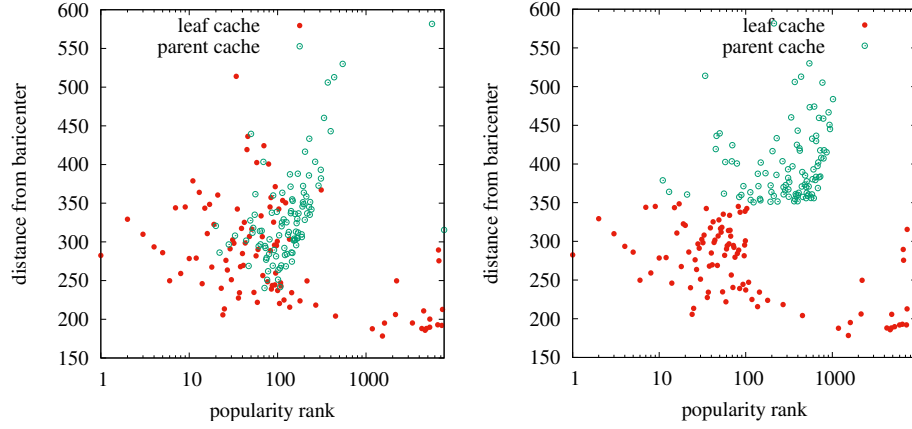 600
550
500
450
400
350
300
250
200
150
distance from baricenter
leaf cache
parent cache
1 10 100 1000
popularity rank
600
550
500
450
400
350
300
250
200
150
distance from baricenter
leaf cache
parent cache
1 10 100 1000
popularity rank